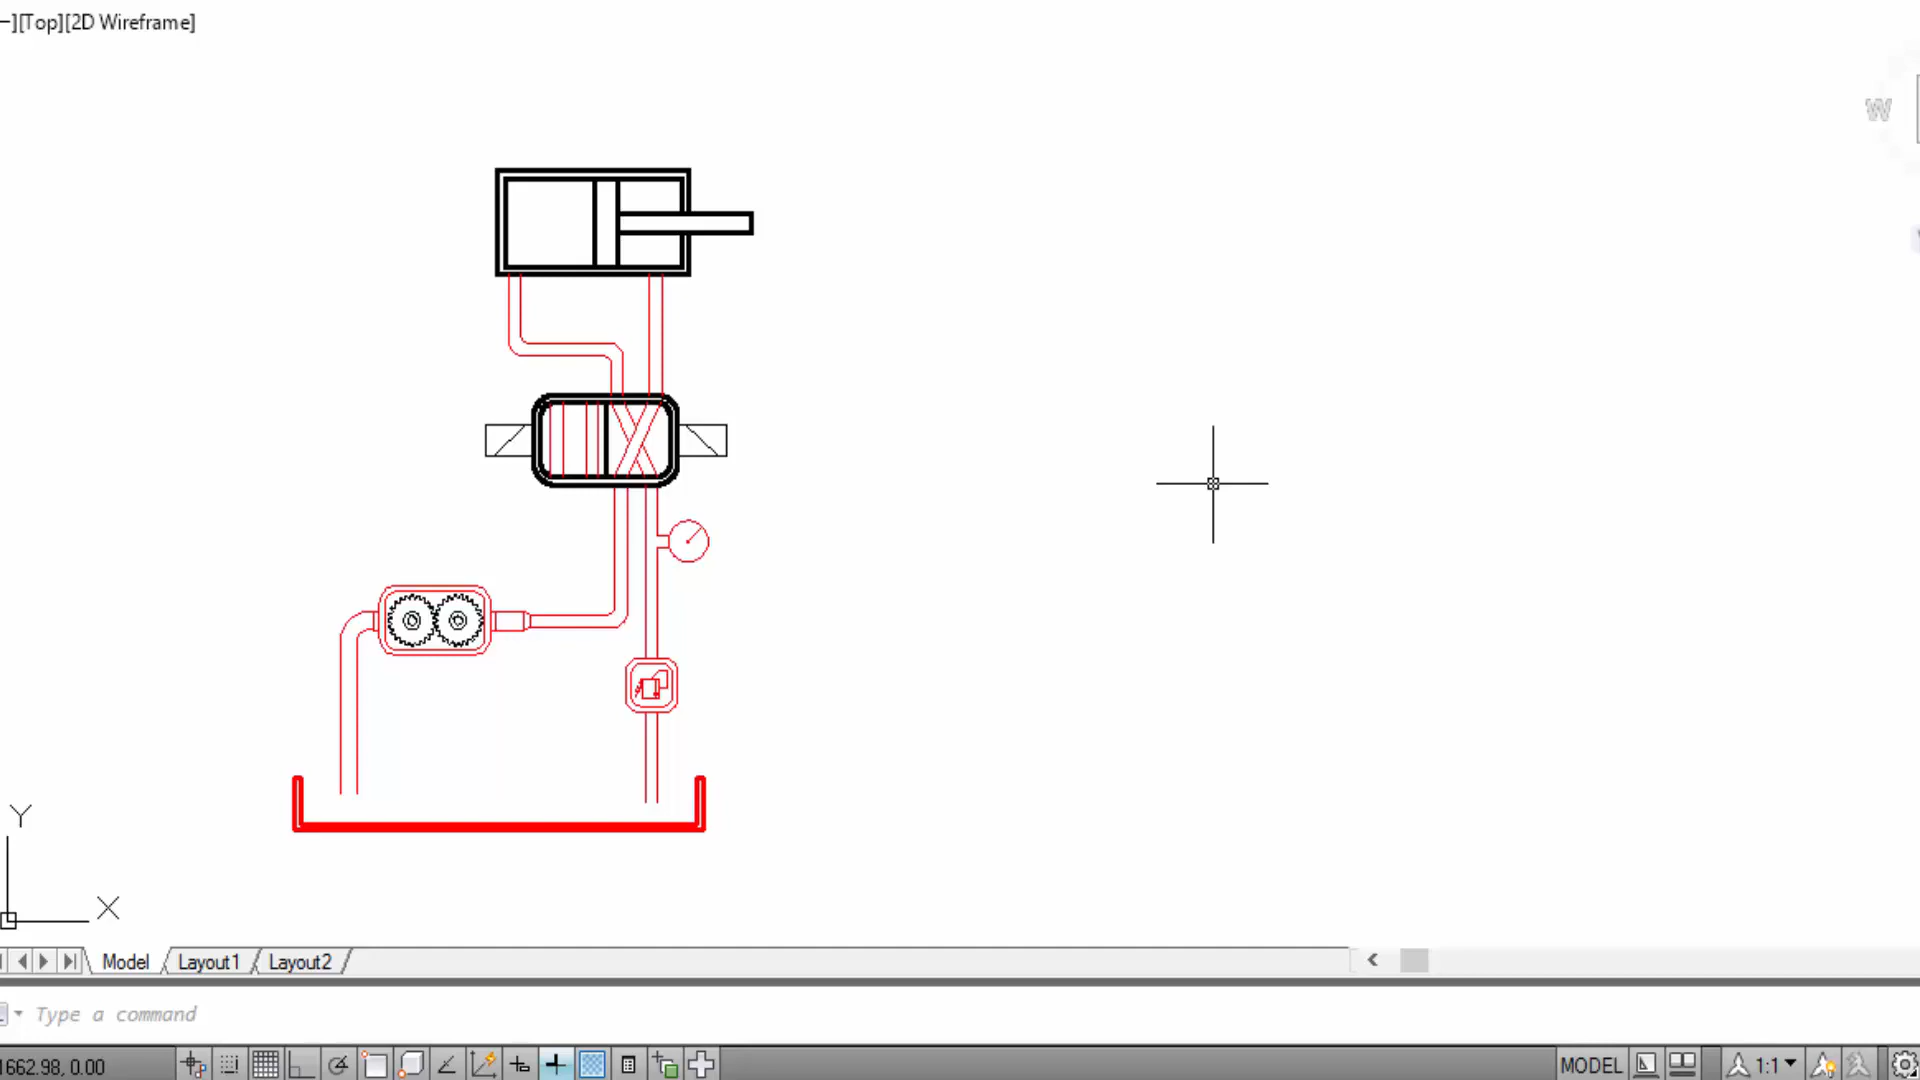 ][Top][2D Wireframe]
W
Y
X
Model Layout1 Layout2
Type a command
1662.98, 0.00 MODEL 1:1